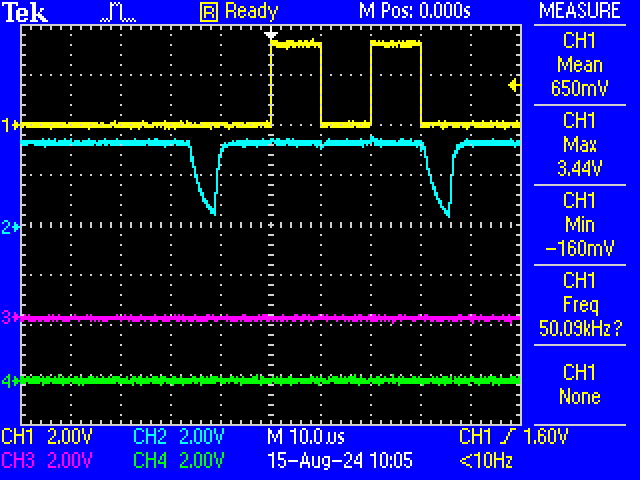 Tek R Ready M Pos: 0.000s MEASURE
CH1
Mean
650mV
CH1
Max
3.44V
CH1
Min
-160mV
CH1
Freq
50.09kHz?
CH1
None
1
2
3
4
CH1 2.00V CH2 2.00V M 10.0us CH1 1.60V
CH3 2.00V CH4 2.00V 15-Aug-24 10:05 <10Hz